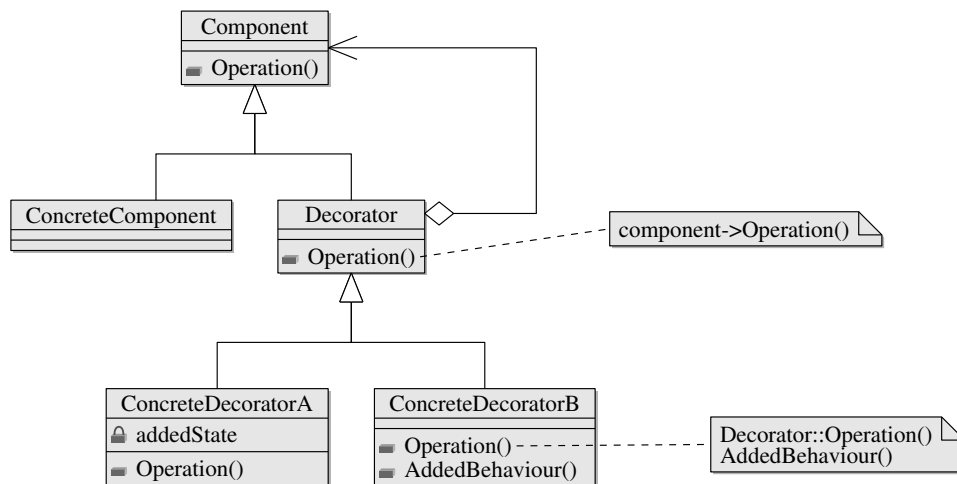 Component
Operation()
ConcreteComponent
Decorator
Operation()
component->Operation()
ConcreteDecoratorA
addedState
Operation()
ConcreteDecoratorB
Operation()
AddedBehaviour()
Decorator::Operation()
AddedBehaviour()